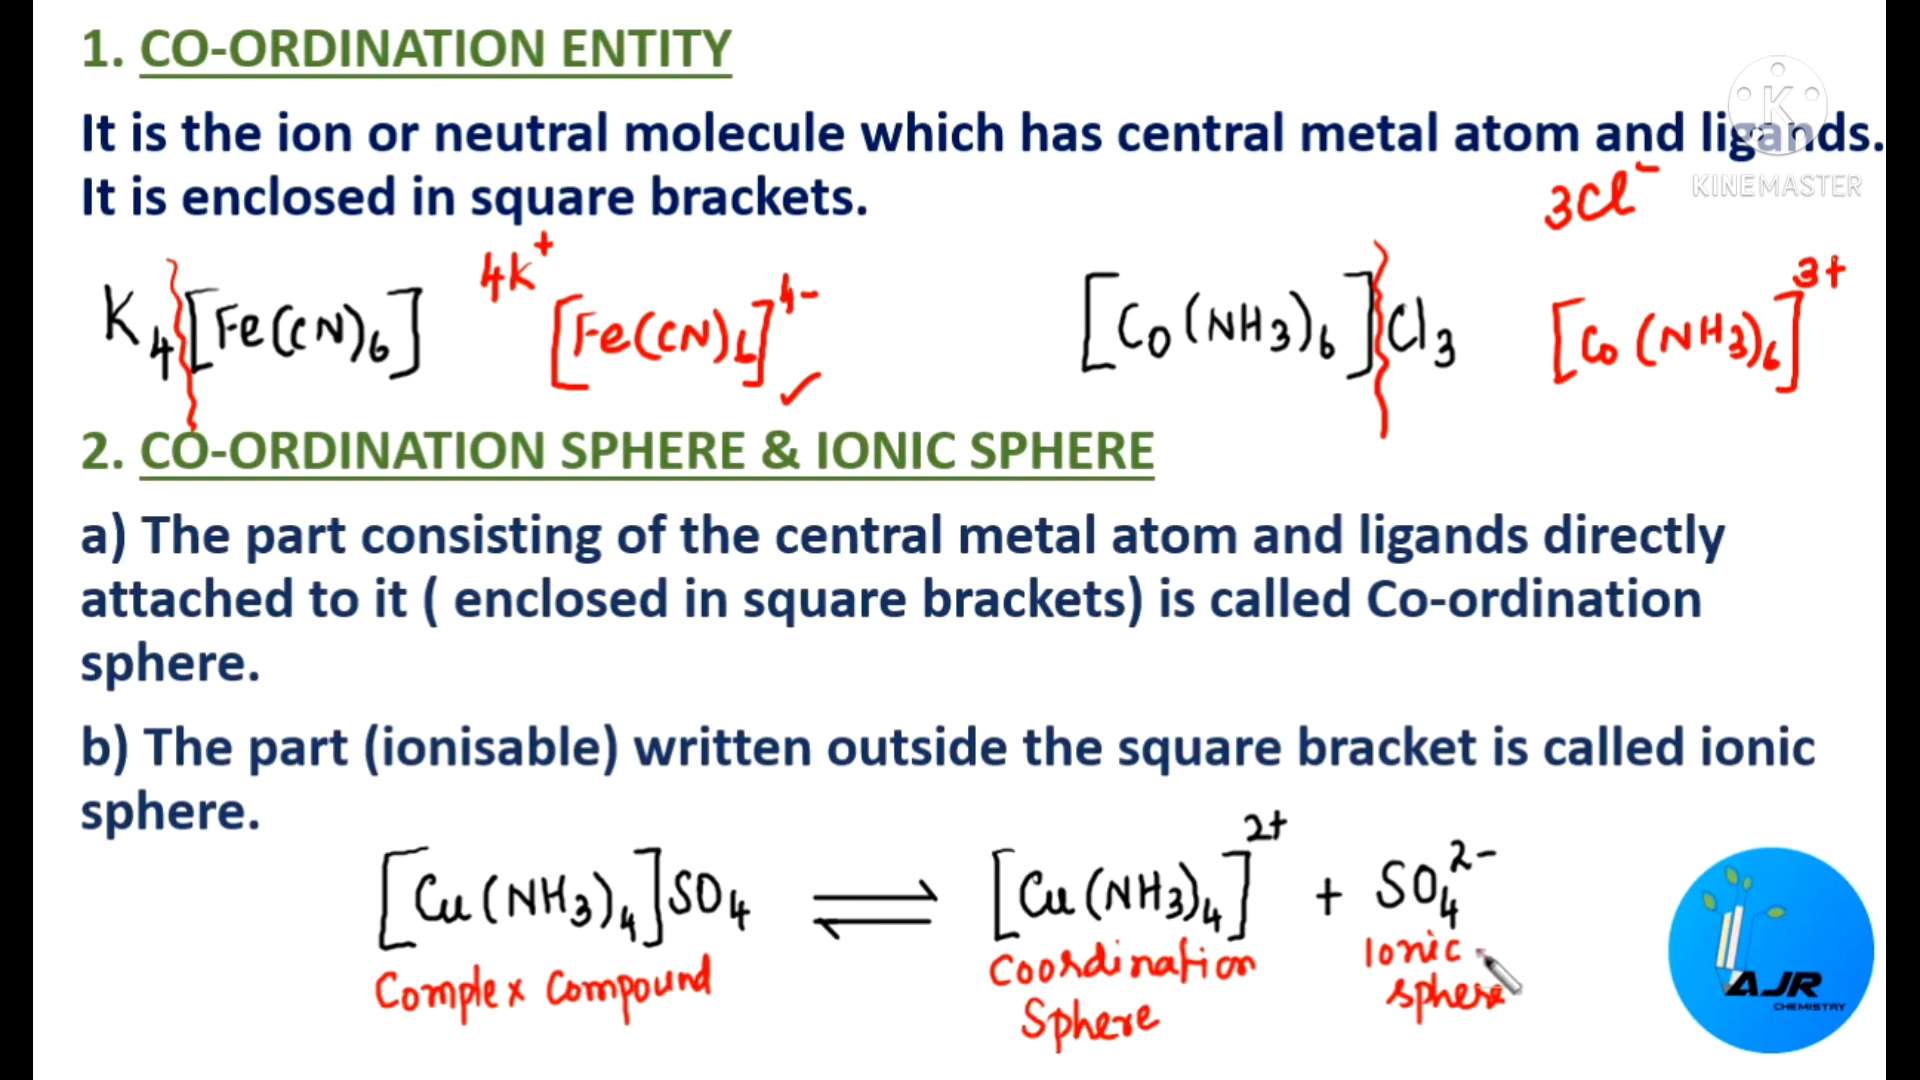 1. CO-ORDINATION ENTITY
It is the ion or neutral molecule which has central metal atom and ligands.
It is enclosed in square brackets.
KINEMASTER
K₄[Fe(CN)₆] 4K⁺ [Fe(CN)₆]⁴⁻ [Co(NH₃)₆]Cl₃ 3Cl⁻ [Co(NH₃)₆]³⁺
2. CO-ORDINATION SPHERE & IONIC SPHERE
a) The part consisting of the central metal atom and ligands directly
attached to it ( enclosed in square brackets) is called Co-ordination
sphere.
b) The part (ionisable) written outside the square bracket is called ionic
sphere.
[Cu(NH₃)₄]SO₄ ⇌ [Cu(NH₃)₄]²⁺ + SO₄²⁻
Complex Compound Coordination Ionic
Sphere sphere
AJR
CHEMISTRY